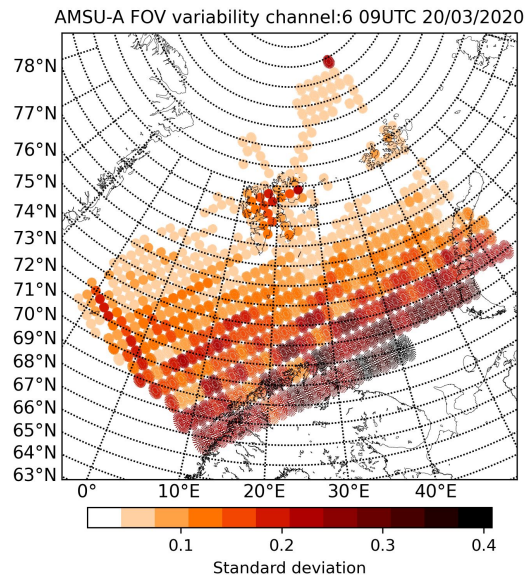 AMSU-A FOV variability channel:6 09UTC 20/03/2020
78°N
77°N
76°N
75°N
74°N
73°N
72°N
71°N
70°N
69°N
68°N
67°N
66°N
65°N
64°N
63°N
0° 10°E 20°E 30°E 40°E
0.1 0.2 0.3 0.4
Standard deviation